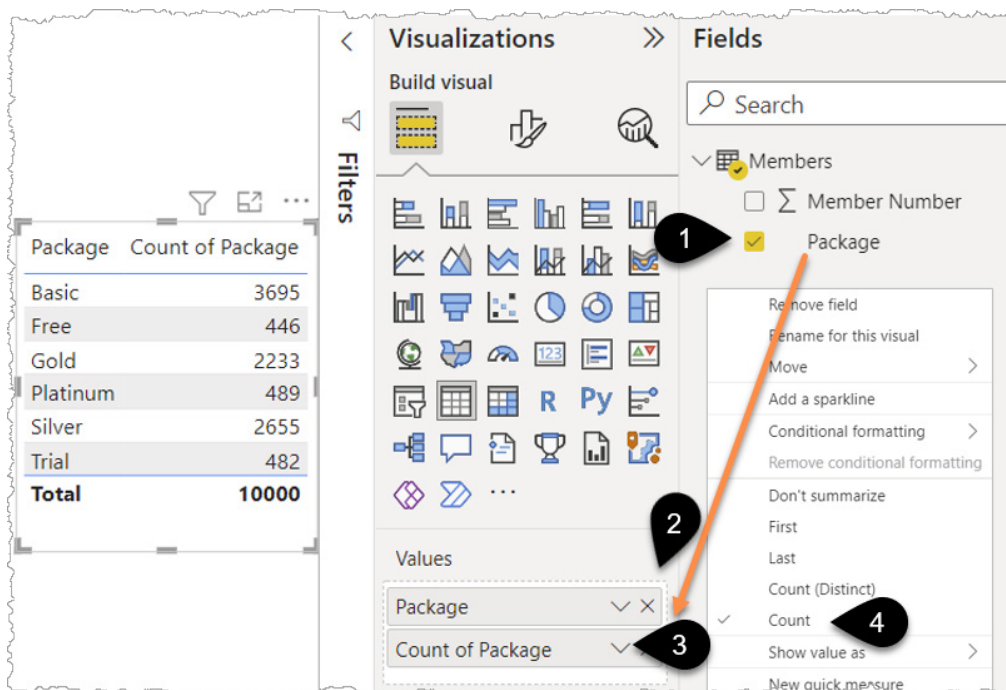 Package Count of Package
Basic 3695
Free 446
Gold 2233
Platinum 489
Silver 2655
Trial 482
Total 10000
Filters
Visualizations
Build visual
123
R Py
Values
Package
Count of Package
Fields
Search
Members
Σ Member Number
1
Package
Remove field
Rename for this visual
Move
Add a sparkline
Conditional formatting
Remove conditional formatting
Don't summarize
First
Last
Count (Distinct)
Count
Show value as
New quick measure
2
3
4